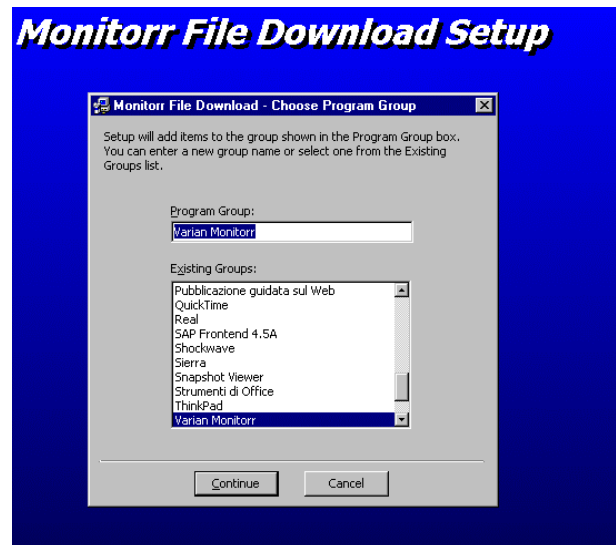 Monitorr File Download Setup
Monitorr File Download - Choose Program Group
Setup will add items to the group shown in the Program Group box.
You can enter a new group name or select one from the Existing
Groups list.
Program Group:
Varian Monitorr
Existing Groups:
Pubblicazione guidata sul Web
QuickTime
Real
SAP Frontend 4.5A
Shockwave
Sierra
Snapshot Viewer
Strumenti di Office
ThinkPad
Varian Monitorr
Continue
Cancel